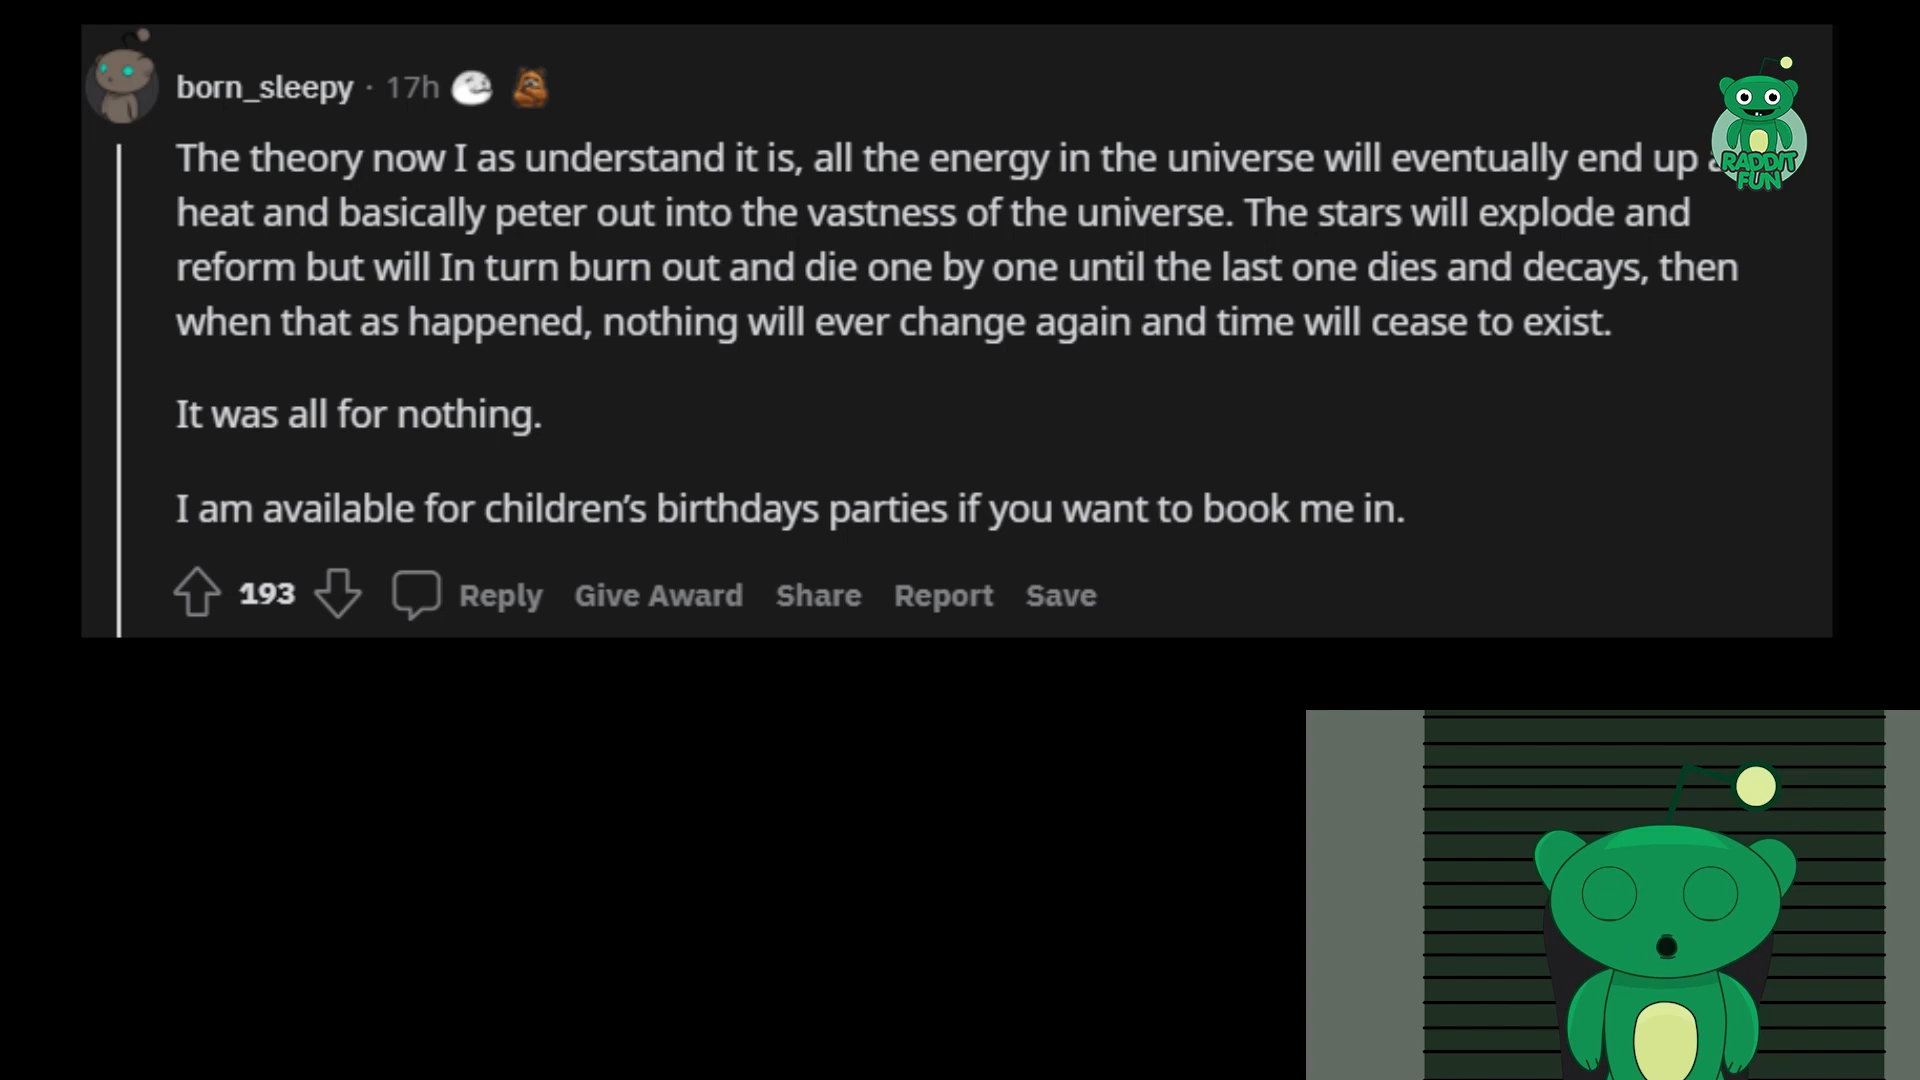 born_sleepy · 17h
The theory now I as understand it is, all the energy in the universe will eventually end up
heat and basically peter out into the vastness of the universe. The stars will explode and
reform but will In turn burn out and die one by one until the last one dies and decays, then
when that as happened, nothing will ever change again and time will cease to exist.
It was all for nothing.
I am available for children’s birthdays parties if you want to book me in.
193 Reply Give Award Share Report Save
RADDIT
FUN